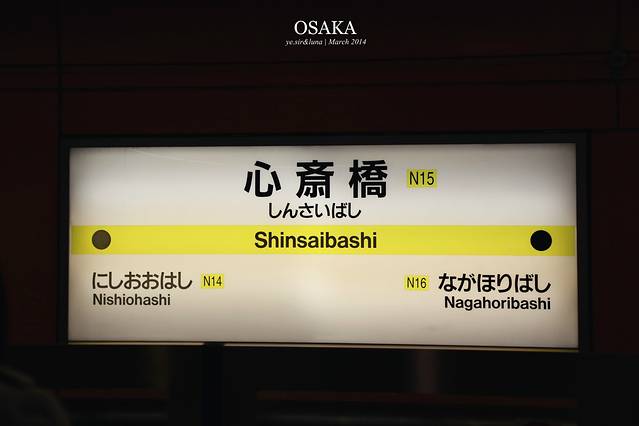 OSAKA
ye.sir&luna | March 2014
心斎橋 N15
しんさいばし
Shinsaibashi
にしおおはし N14
Nishiohashi
N16 ながほりばし
Nagahoribashi